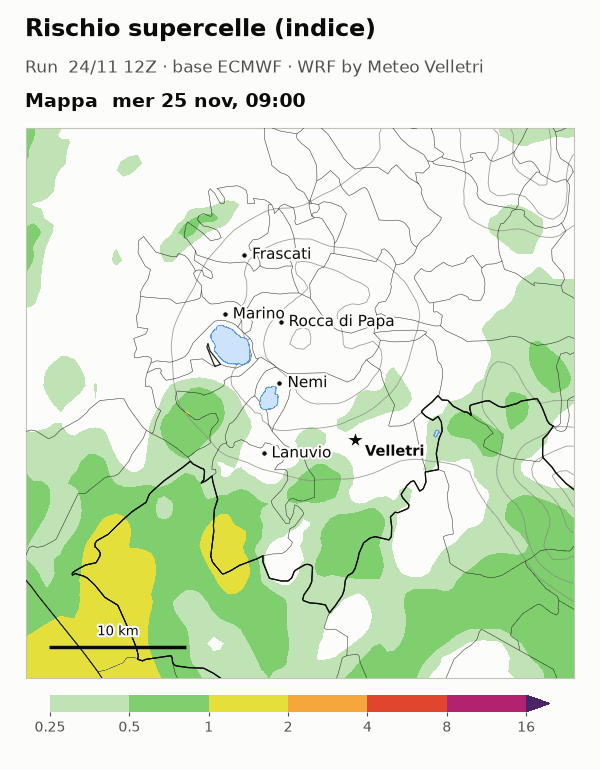 Rischio supercelle (indice)
Run  24/11 12Z · base ECMWF · WRF by Meteo Velletri
Mappa  mer 25 nov, 09:00
Frascati
Marino
Rocca di Papa
Nemi
Velletri
Lanuvio
10 km
0.25 0.5 1 2 4 8 16